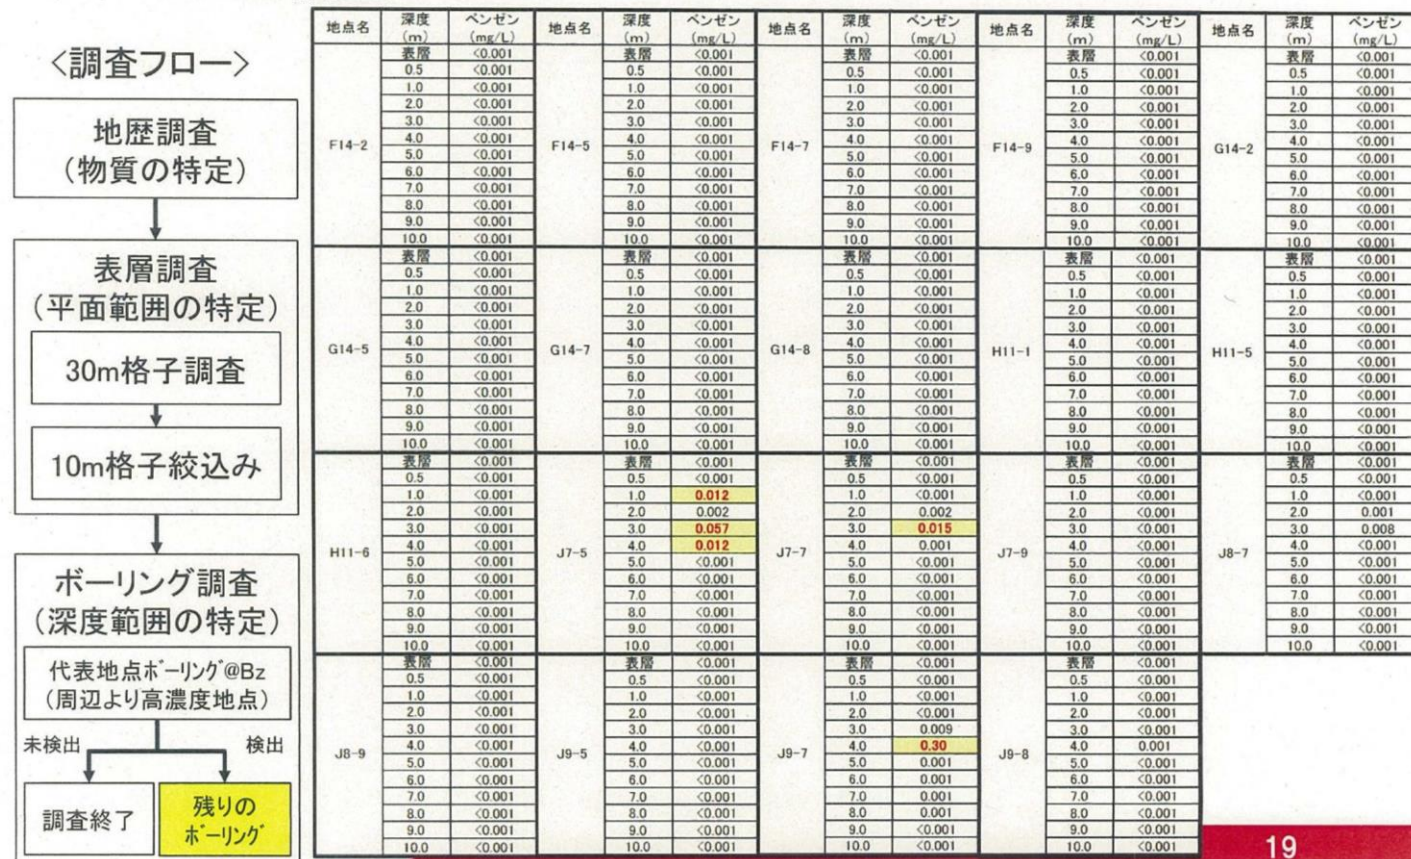 <調査フロー>
地歴調査
(物質の特定)
表層調査
(平面範囲の特定)
30m格子調査
10m格子絞込み
ボーリング調査
(深度範囲の特定)
代表地点ボーリング@Bz
(周辺より高濃度地点)
未検出 検出
調査終了
残りの
ボーリング
地点名 深度 ベンゼン 地点名 深度 ベンゼン 地点名 深度 ベンゼン 地点名 深度 ベンゼン 地点名 深度 ベンゼン
(m) (mg/L) (m) (mg/L) (m) (mg/L) (m) (mg/L) (m) (mg/L)
表層 <0.001 表層 <0.001 表層 <0.001 表層 <0.001 表層 <0.001
0.5 <0.001 0.5 <0.001 0.5 <0.001 0.5 <0.001 0.5 <0.001
1.0 <0.001 1.0 <0.001 1.0 <0.001 1.0 <0.001 1.0 <0.001
2.0 <0.001 2.0 <0.001 2.0 <0.001 2.0 <0.001 2.0 <0.001
3.0 <0.001 3.0 <0.001 3.0 <0.001 3.0 <0.001 3.0 <0.001
F14-2 4.0 <0.001 F14-5 4.0 <0.001 F14-7 4.0 <0.001 F14-9 4.0 <0.001 G14-2 4.0 <0.001
5.0 <0.001 5.0 <0.001 5.0 <0.001 5.0 <0.001 5.0 <0.001
6.0 <0.001 6.0 <0.001 6.0 <0.001 6.0 <0.001 6.0 <0.001
7.0 <0.001 7.0 <0.001 7.0 <0.001 7.0 <0.001 7.0 <0.001
8.0 <0.001 8.0 <0.001 8.0 <0.001 8.0 <0.001 8.0 <0.001
9.0 <0.001 9.0 <0.001 9.0 <0.001 9.0 <0.001 9.0 <0.001
10.0 <0.001 10.0 <0.001 10.0 <0.001 10.0 <0.001 10.0 <0.001
表層 <0.001 表層 <0.001 表層 <0.001 表層 <0.001 表層 <0.001
0.5 <0.001 0.5 <0.001 0.5 <0.001 0.5 <0.001 0.5 <0.001
1.0 <0.001 1.0 <0.001 1.0 <0.001 1.0 <0.001 1.0 <0.001
2.0 <0.001 2.0 <0.001 2.0 <0.001 2.0 <0.001 2.0 <0.001
3.0 <0.001 3.0 <0.001 3.0 <0.001 3.0 <0.001 3.0 <0.001
G14-5 4.0 <0.001 G14-7 4.0 <0.001 G14-8 4.0 <0.001 H11-1 4.0 <0.001 H11-5 4.0 <0.001
5.0 <0.001 5.0 <0.001 5.0 <0.001 5.0 <0.001 5.0 <0.001
6.0 <0.001 6.0 <0.001 6.0 <0.001 6.0 <0.001 6.0 <0.001
7.0 <0.001 7.0 <0.001 7.0 <0.001 7.0 <0.001 7.0 <0.001
8.0 <0.001 8.0 <0.001 8.0 <0.001 8.0 <0.001 8.0 <0.001
9.0 <0.001 9.0 <0.001 9.0 <0.001 9.0 <0.001 9.0 <0.001
10.0 <0.001 10.0 <0.001 10.0 <0.001 10.0 <0.001 10.0 <0.001
表層 <0.001 表層 <0.001 表層 <0.001 表層 <0.001 表層 <0.001
0.5 <0.001 0.5 <0.001 0.5 <0.001 0.5 <0.001 0.5 <0.001
1.0 <0.001 1.0 0.012 1.0 <0.001 1.0 <0.001 1.0 <0.001
2.0 <0.001 2.0 0.002 2.0 0.002 2.0 <0.001 2.0 0.001
3.0 <0.001 3.0 0.057 3.0 0.015 3.0 <0.001 3.0 0.008
H11-6 4.0 <0.001 J7-5 4.0 0.012 J7-7 4.0 0.001 J7-9 4.0 <0.001 J8-7 4.0 <0.001
5.0 <0.001 5.0 <0.001 5.0 <0.001 5.0 <0.001 5.0 <0.001
6.0 <0.001 6.0 <0.001 6.0 <0.001 6.0 <0.001 6.0 <0.001
7.0 <0.001 7.0 <0.001 7.0 <0.001 7.0 <0.001 7.0 <0.001
8.0 <0.001 8.0 <0.001 8.0 <0.001 8.0 <0.001 8.0 <0.001
9.0 <0.001 9.0 <0.001 9.0 <0.001 9.0 <0.001 9.0 <0.001
10.0 <0.001 10.0 <0.001 10.0 <0.001 10.0 <0.001 10.0 <0.001
表層 <0.001 表層 <0.001 表層 <0.001 表層 <0.001
0.5 <0.001 0.5 <0.001 0.5 <0.001 0.5 <0.001
1.0 <0.001 1.0 <0.001 1.0 <0.001 1.0 <0.001
2.0 <0.001 2.0 <0.001 2.0 <0.001 2.0 <0.001
3.0 <0.001 3.0 <0.001 3.0 0.009 3.0 <0.001
J8-9 4.0 <0.001 J9-5 4.0 <0.001 J9-7 4.0 0.30 J9-8 4.0 0.001
5.0 <0.001 5.0 <0.001 5.0 0.001 5.0 <0.001
6.0 <0.001 6.0 <0.001 6.0 0.001 6.0 <0.001
7.0 <0.001 7.0 <0.001 7.0 0.001 7.0 <0.001
8.0 <0.001 8.0 <0.001 8.0 0.001 8.0 <0.001
9.0 <0.001 9.0 <0.001 9.0 <0.001 9.0 <0.001
10.0 <0.001 10.0 <0.001 10.0 <0.001 10.0 <0.001
19